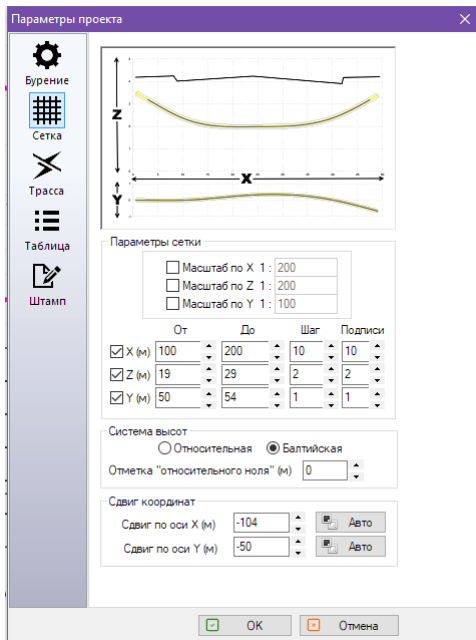 Параметры проекта
Бурение
Сетка
Трасса
Таблица
Штамп
Z
X
Y
Параметры сетки
Масштаб по X 1 : 200
Масштаб по Z 1 : 200
Масштаб по Y 1 : 100
От До Шаг Подписи
X (м) 100 200 10 10
Z (м) 19 29 2 2
Y (м) 50 54 1 1
Система высот
Относительная Балтийская
Отметка "относительного ноля" (м) 0
Сдвиг координат
Сдвиг по оси X (м) -104 Авто
Сдвиг по оси Y (м) -50 Авто
OK Отмена